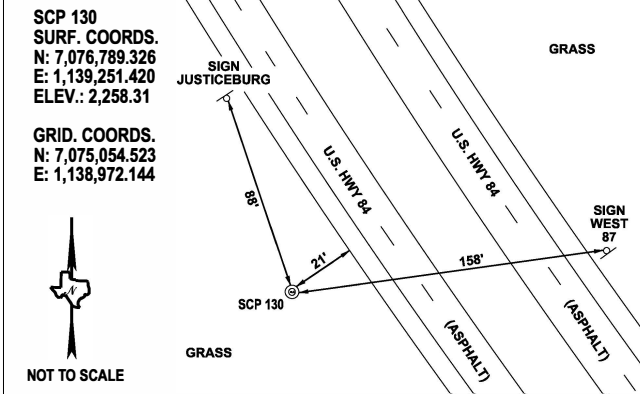 SCP 130
SURF. COORDS.
N: 7,076,789.326
E: 1,139,251.420
ELEV.: 2,258.31
GRID. COORDS.
N: 7,075,054.523
E: 1,138,972.144
N
NOT TO SCALE
SIGN
JUSTICEBURG
GRASS
U.S. HWY 84
U.S. HWY 84
88'
21'
158'
SIGN
WEST
87
SCP 130
GRASS
(ASPHALT)
(ASPHALT)